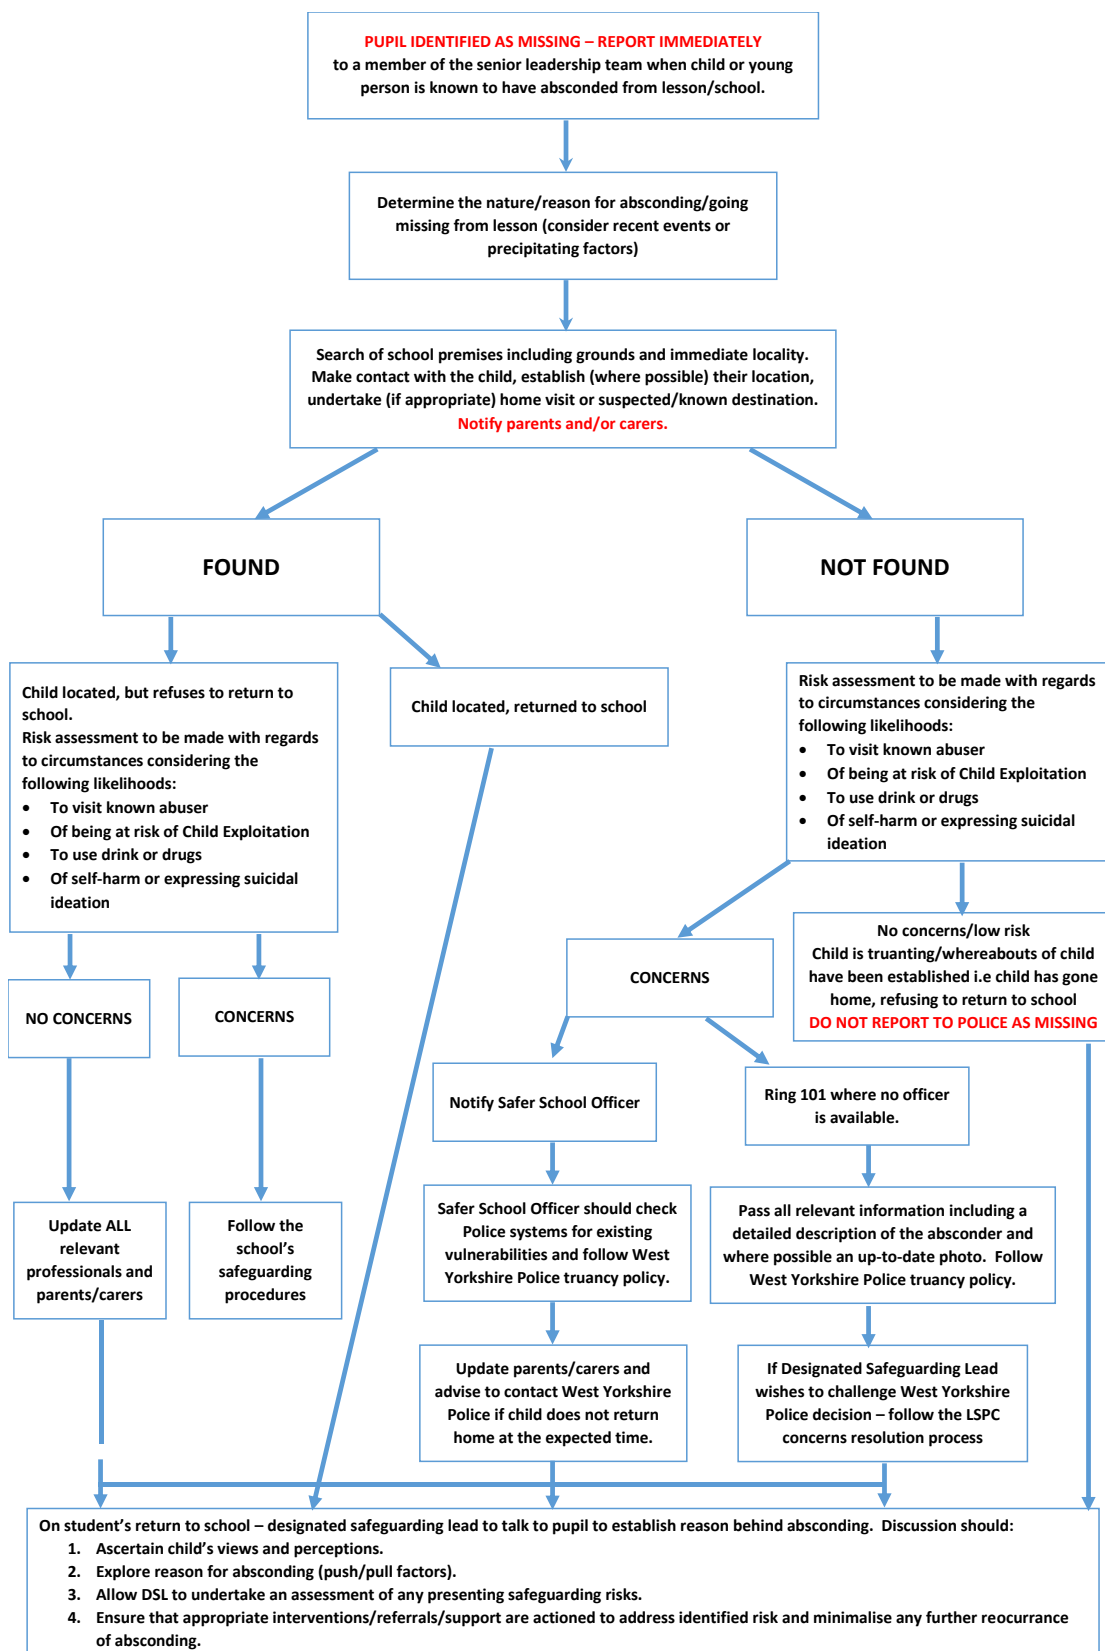 PUPIL IDENTIFIED AS MISSING – REPORT IMMEDIATELY
to a member of the senior leadership team when child or young
person is known to have absconded from lesson/school.
Determine the nature/reason for absconding/going
missing from lesson (consider recent events or
precipitating factors)
Search of school premises including grounds and immediate locality.
Make contact with the child, establish (where possible) their location,
undertake (if appropriate) home visit or suspected/known destination.
Notify parents and/or carers.
FOUND
NOT FOUND
Child located, but refuses to return to
school.
Risk assessment to be made with regards
to circumstances considering the
following likelihoods:
• To visit known abuser
• Of being at risk of Child Exploitation
• To use drink or drugs
• Of self-harm or expressing suicidal
ideation
Child located, returned to school
Risk assessment to be made with regards
to circumstances considering the
following likelihoods:
• To visit known abuser
• Of being at risk of Child Exploitation
• To use drink or drugs
• Of self-harm or expressing suicidal
ideation
No concerns/low risk
Child is truanting/whereabouts of child
have been established i.e child has gone
home, refusing to return to school
DO NOT REPORT TO POLICE AS MISSING
CONCERNS
NO CONCERNS
CONCERNS
Notify Safer School Officer
Ring 101 where no officer
is available.
Update ALL
relevant
professionals and
parents/carers
Follow the
school's
safeguarding
procedures
Safer School Officer should check
Police systems for existing
vulnerabilities and follow West
Yorkshire Police truancy policy.
Pass all relevant information including a
detailed description of the absconder and
where possible an up-to-date photo. Follow
West Yorkshire Police truancy policy.
Update parents/carers and
advise to contact West Yorkshire
Police if child does not return
home at the expected time.
If Designated Safeguarding Lead
wishes to challenge West Yorkshire
Police decision – follow the LSPC
concerns resolution process
On student's return to school – designated safeguarding lead to talk to pupil to establish reason behind absconding. Discussion should:
1. Ascertain child's views and perceptions.
2. Explore reason for absconding (push/pull factors).
3. Allow DSL to undertake an assessment of any presenting safeguarding risks.
4. Ensure that appropriate interventions/referrals/support are actioned to address identified risk and minimalise any further reocurrance
of absconding.